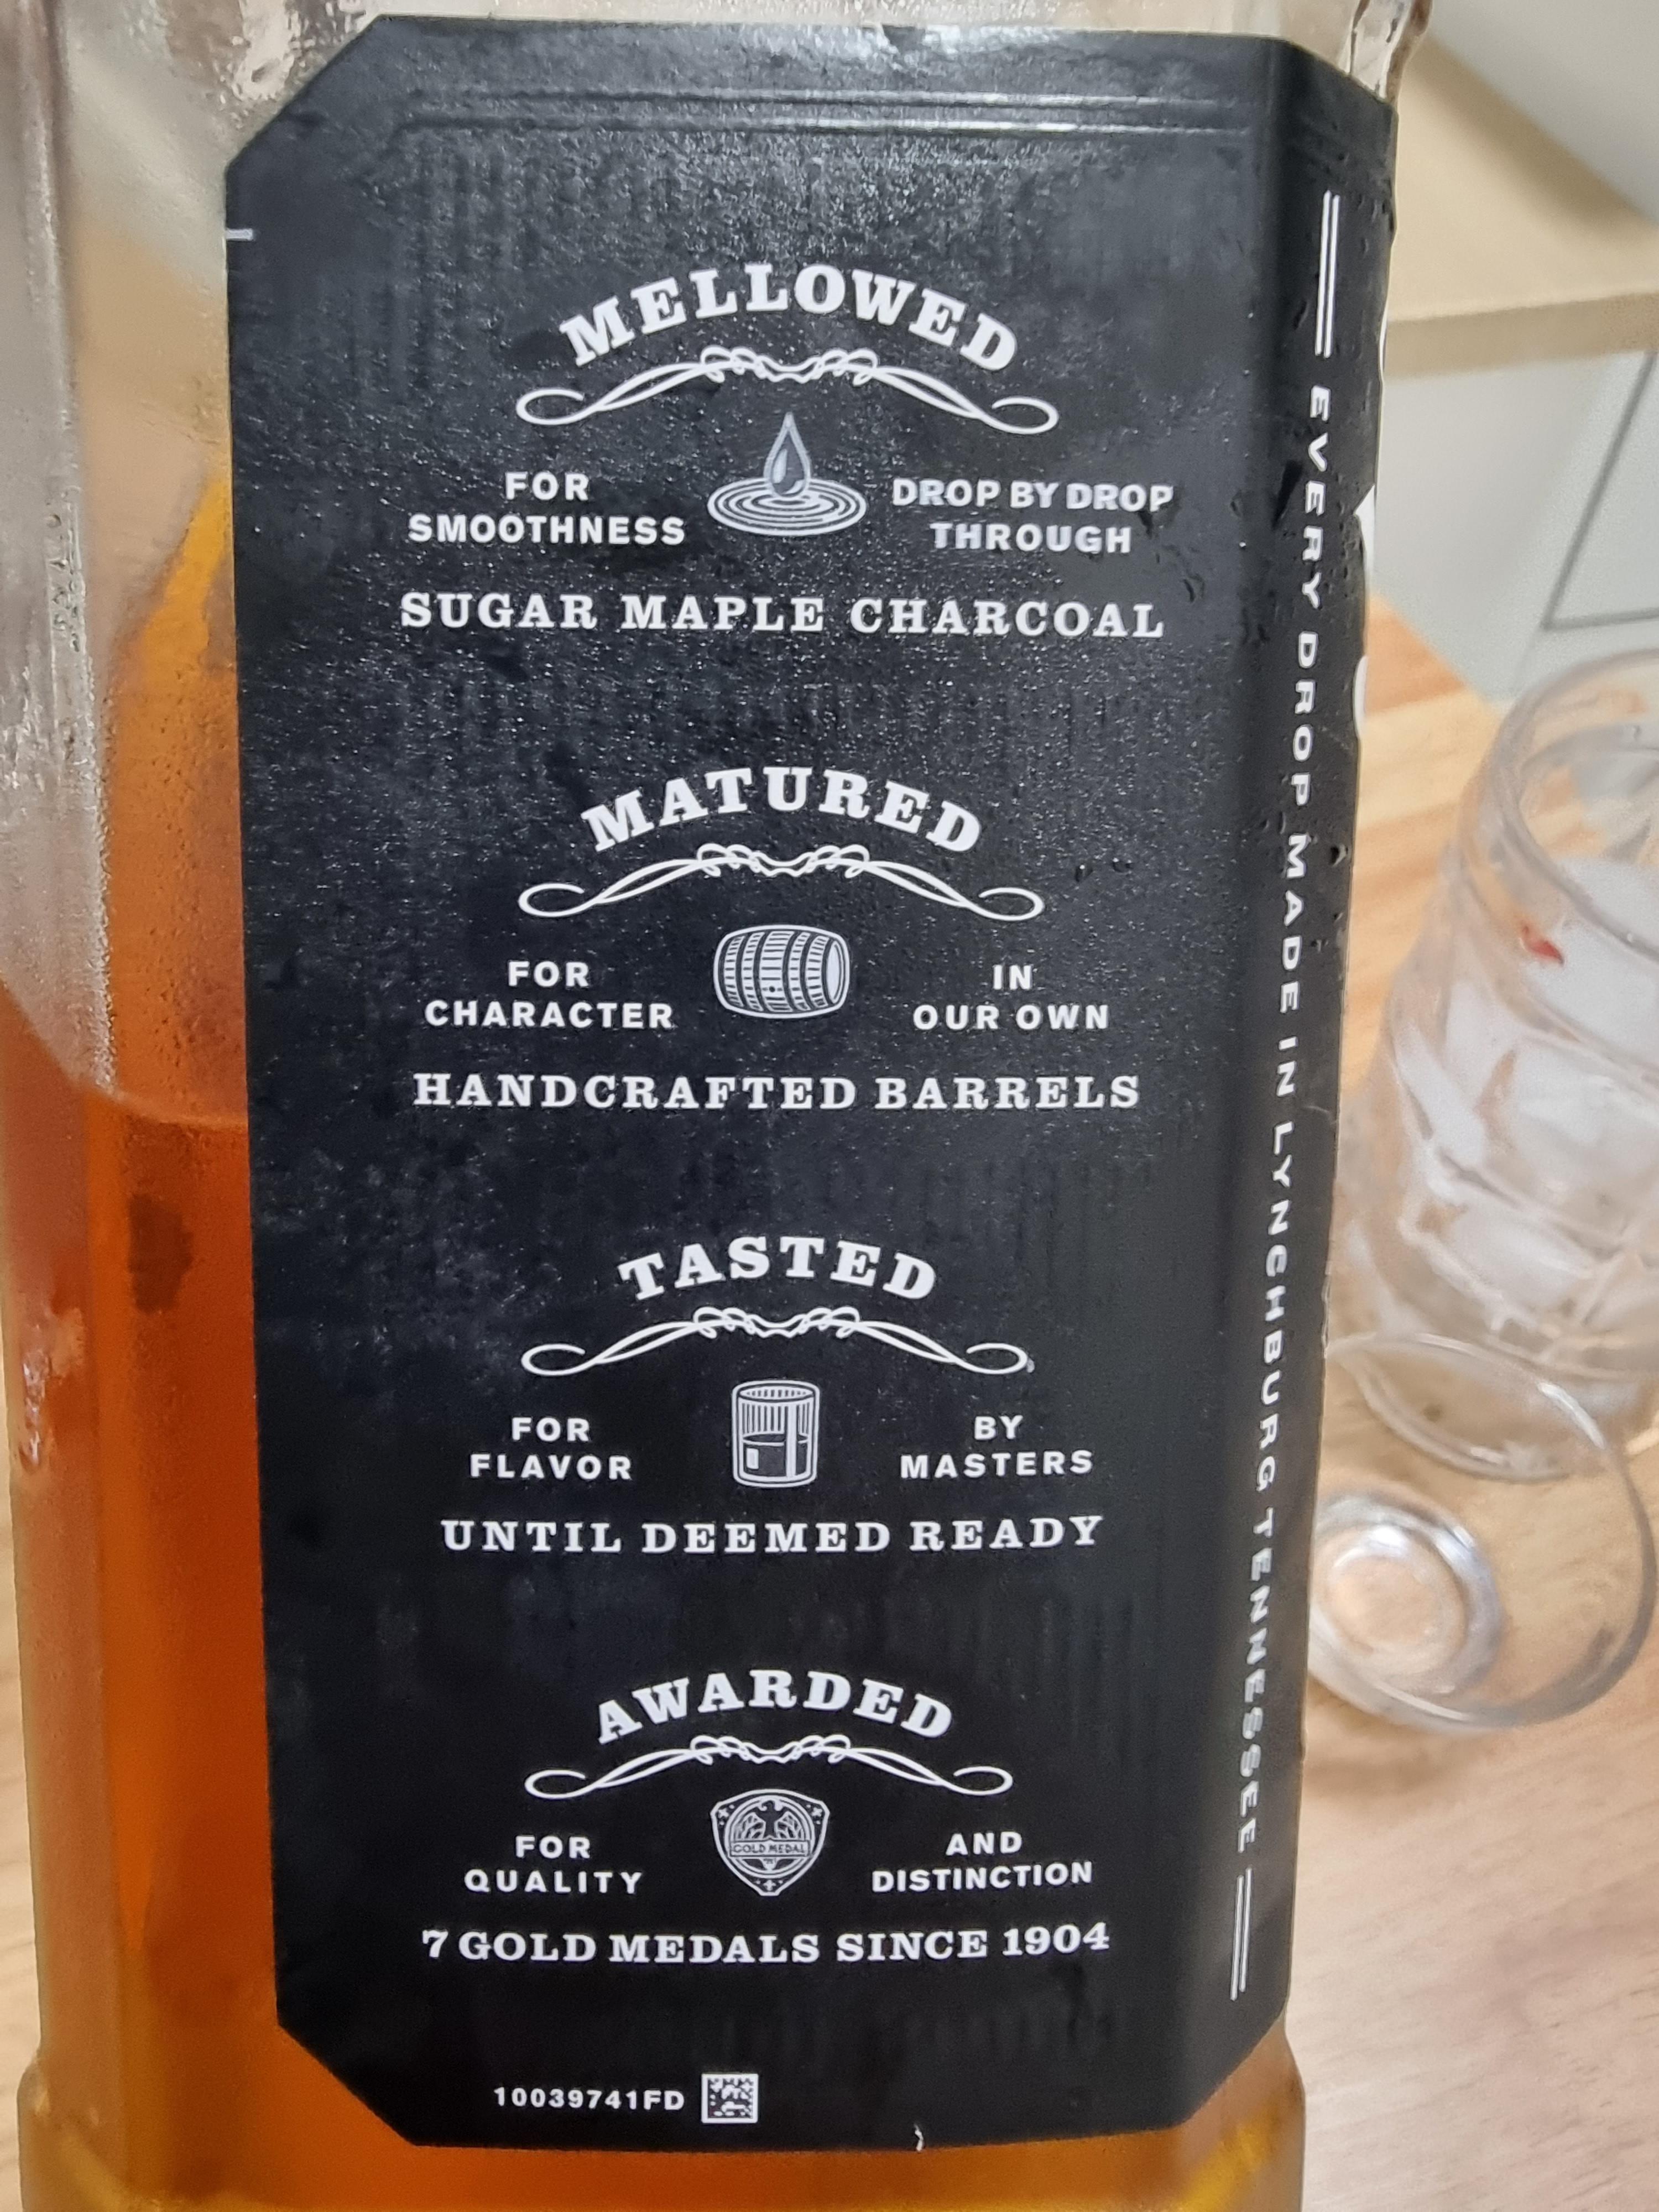 MELLOWED
FOR
SMOOTHNESS
DROP BY DROP
THROUGH
SUGAR MAPLE CHARCOAL
MATURED
FOR
CHARACTER
IN
OUR OWN
HANDCRAFTED BARRELS
TASTED
FOR
FLAVOR
BY
MASTERS
UNTIL DEEMED READY
AWARDED
FOR
QUALITY
GOLD MEDAL
AND
DISTINCTION
7 GOLD MEDALS SINCE 1904
10039741FD
EVERY DROP MADE IN LYNCHBURG TENNESSEE